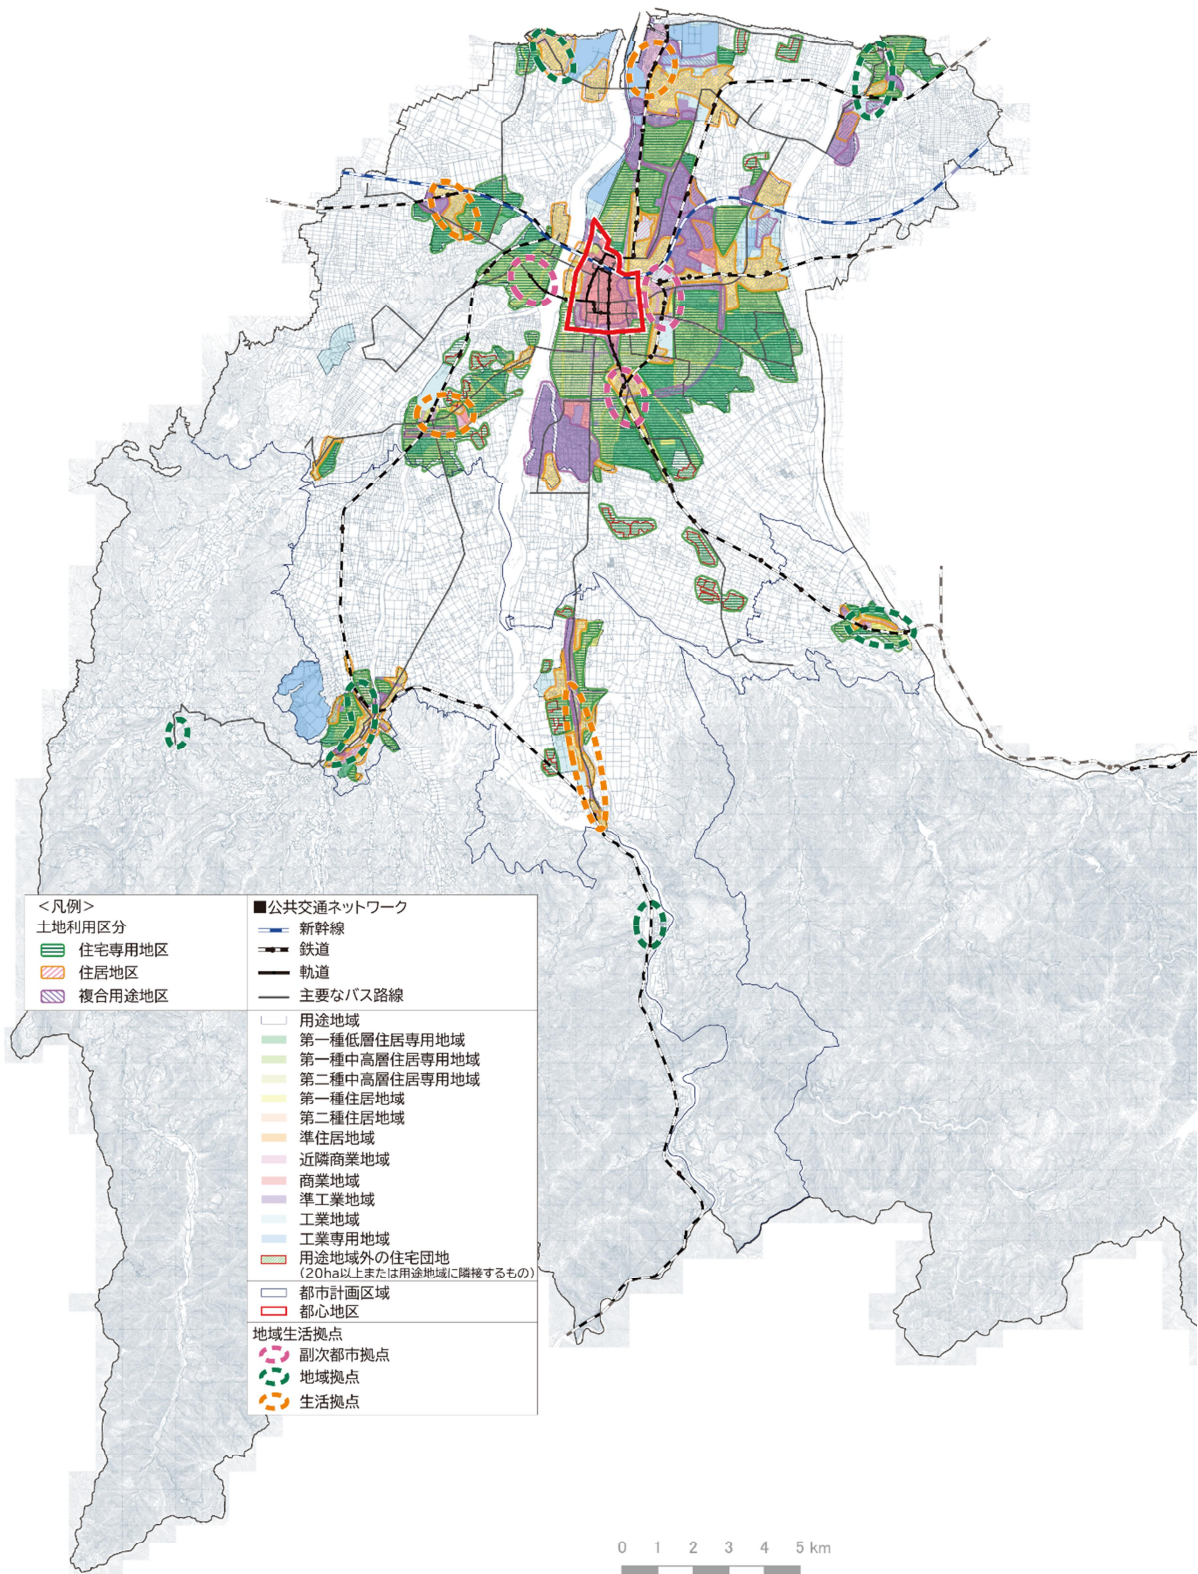 <凡例>
土地利用区分
住宅専用地区
住居地区
複合用途地区
■公共交通ネットワーク
新幹線
鉄道
軌道
主要なバス路線
用途地域
第一種低層住居専用地域
第一種中高層住居専用地域
第二種中高層住居専用地域
第一種住居地域
第二種住居地域
準住居地域
近隣商業地域
商業地域
準工業地域
工業地域
工業専用地域
用途地域外の住宅団地
(20ha以上または用途地域に隣接するもの)
都市計画区域
都心地区
地域生活拠点
副次都市拠点
地域拠点
生活拠点
0 1 2 3 4 5 km